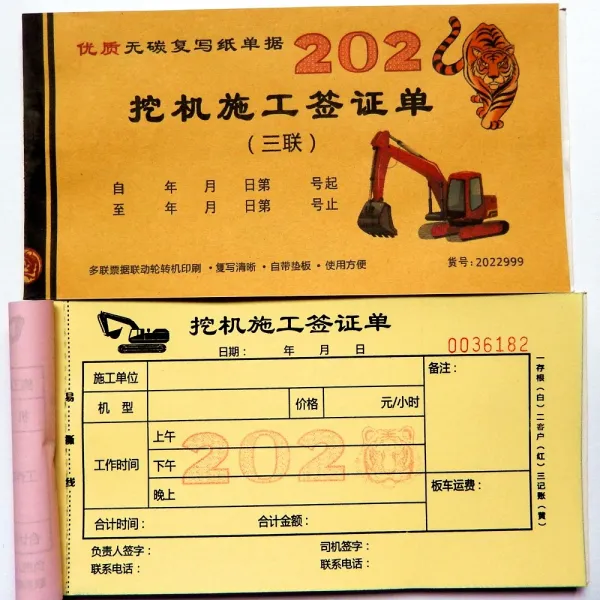 优质无碳复写纸单据 202
挖机施工签证单
（三联）
自 年 月 日第 号起
至 年 月 日第 号止
多联票据联动轮转机印刷 · 复写清晰 · 自带垫板 · 使用方便
货号：2022999
挖机施工签证单
日期： 年 月 日
0036182
施工单位
备注：
机 型
价格
元/小时
工作时间
上午
下午
晚上
202
板车运费：
合计时间：
合计金额：
负责人签字：
司机签字：
联系电话：
联系电话：
易撕线
一存根（白）二客户（红）三记账（黄）